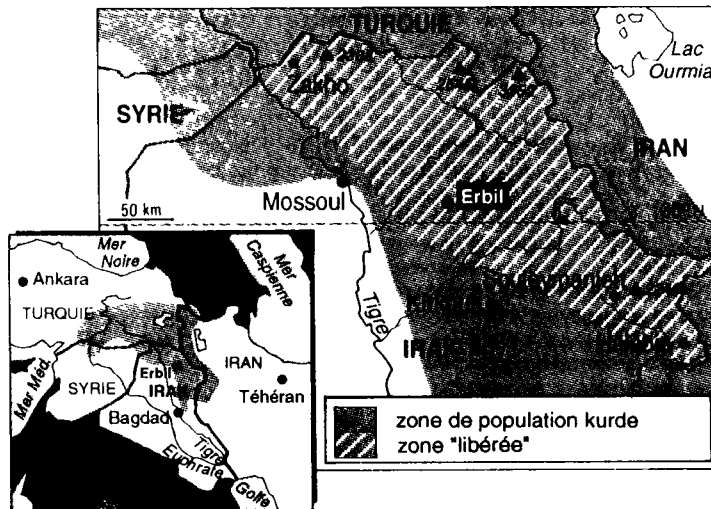 TURQUIE
Lac
Ourmia
Zakho
SYRIE
IRAN
Mossoul
Erbil
50 km
Tigre
IRAK
Mer
Noire
Mer
Caspienne
Ankara
TURQUIE
Erbil
IRAN
IRAK
SYRIE
Téhéran
Mer Méd.
Bagdad
Tigre
Euphrate
Golfe
zone de population kurde
zone "libérée"